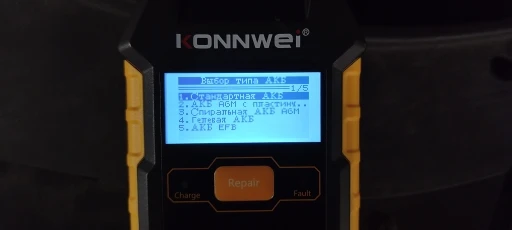 KONNWEI®
Выбор типа АКБ
1/5
1.Стандартная АКБ
2.АКБ AGM с пластинк..
3.Спиральная АКБ AGM
4.Гелевая АКБ
5.АКБ EFB
Repair
Charge
Fault